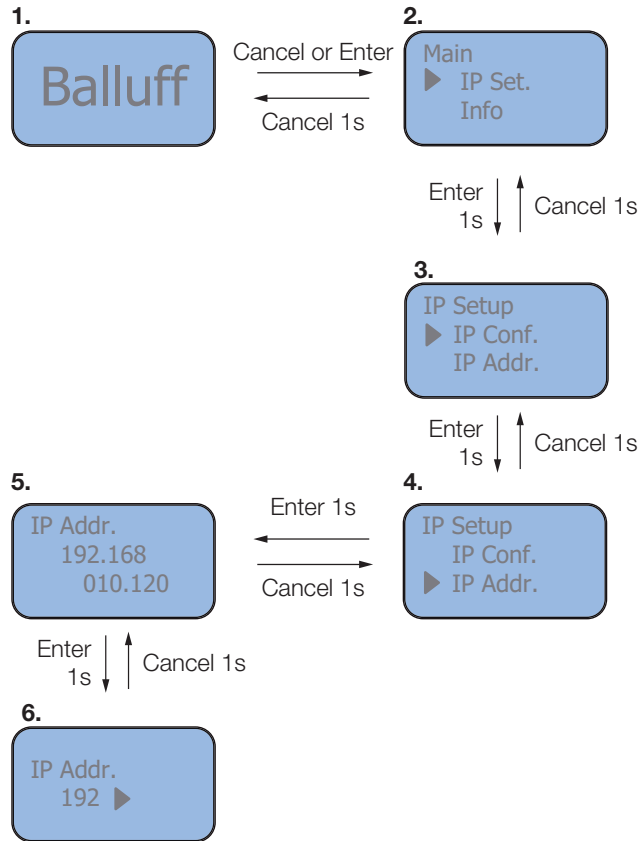 1.
Balluff
Cancel or Enter
Cancel 1s
2.
Main
IP Set.
Info
Enter
1s
Cancel 1s
3.
IP Setup
IP Conf.
IP Addr.
Enter
1s
Cancel 1s
4.
IP Setup
IP Conf.
IP Addr.
Enter 1s
Cancel 1s
5.
IP Addr.
192.168
010.120
Enter
1s
Cancel 1s
6.
IP Addr.
192